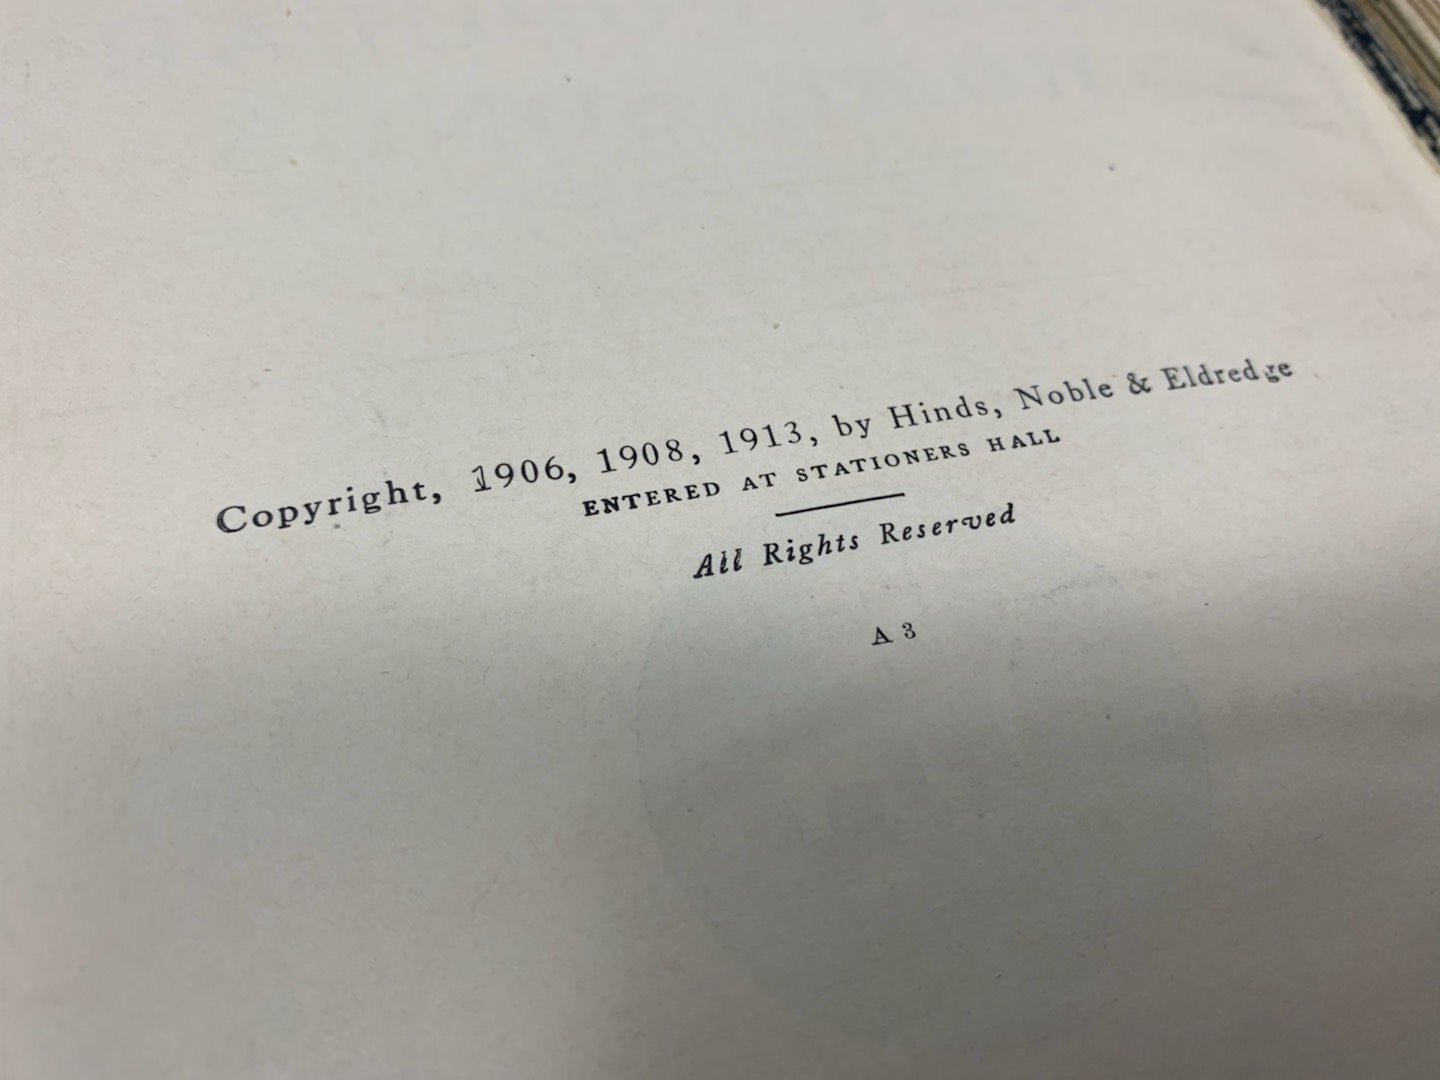 Copyright, 1906, 1908, 1913, by Hinds, Noble & Eldredge
ENTERED AT STATIONERS HALL
All Rights Reserved
A 3